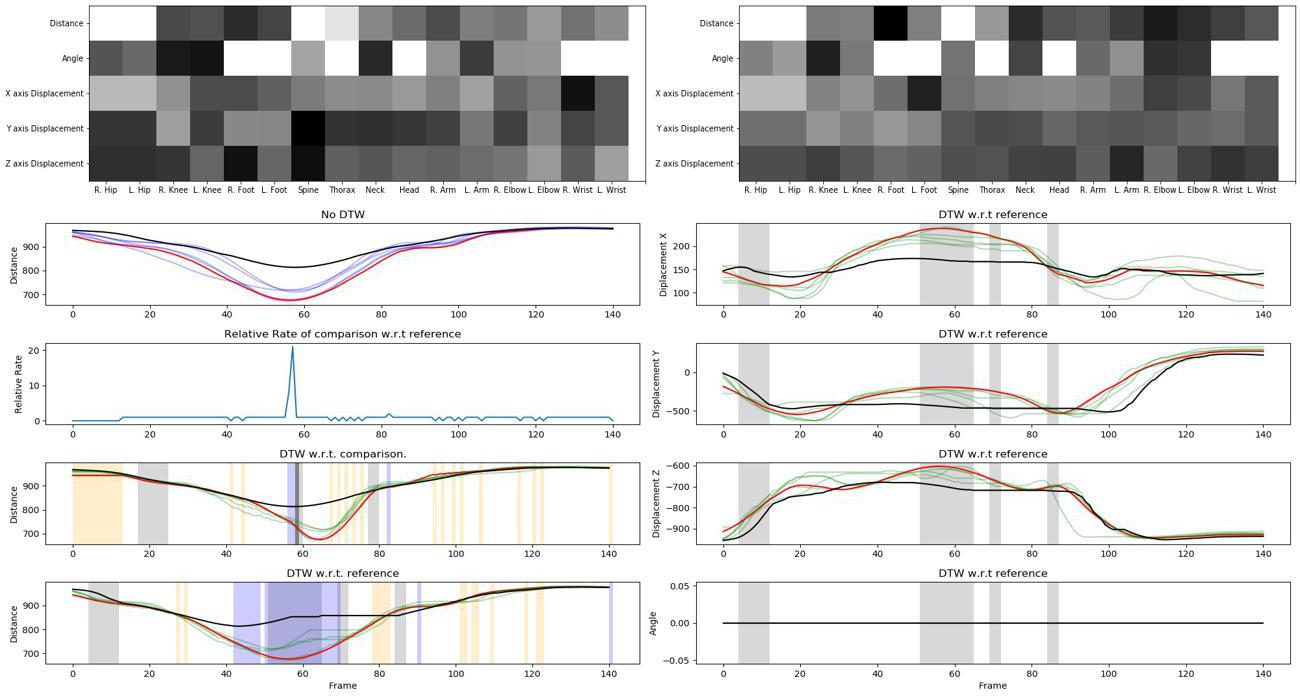 Distance
Angle
X axis Displacement
Y axis Displacement
Z axis Displacement
R. Hip L. Hip R. Knee L. Knee R. Foot L. Foot Spine Thorax Neck Head R. Arm L. Arm R. Elbow L. Elbow R. Wrist L. Wrist
Distance
Angle
X axis Displacement
Y axis Displacement
Z axis Displacement
R. Hip L. Hip R. Knee L. Knee R. Foot L. Foot Spine Thorax Neck Head R. Arm L. Arm R. Elbow L. Elbow R. Wrist L. Wrist
No DTW
Distance
900
800
700
0 20 40 60 80 100 120 140
DTW w.r.t reference
Diplacement X
200
150
100
0 20 40 60 80 100 120 140
Relative Rate of comparison w.r.t reference
Relative Rate
20
10
0
0 20 40 60 80 100 120 140
DTW w.r.t reference
Displacement Y
0
−500
0 20 40 60 80 100 120 140
DTW w.r.t. comparison.
Distance
900
800
700
0 20 40 60 80 100 120 140
DTW w.r.t reference
Displacement Z
−600
−700
−800
−900
0 20 40 60 80 100 120 140
DTW w.r.t. reference
Distance
900
800
700
0 20 40 60 80 100 120 140
Frame
DTW w.r.t reference
Angle
0.05
0.00
−0.05
0 20 40 60 80 100 120 140
Frame